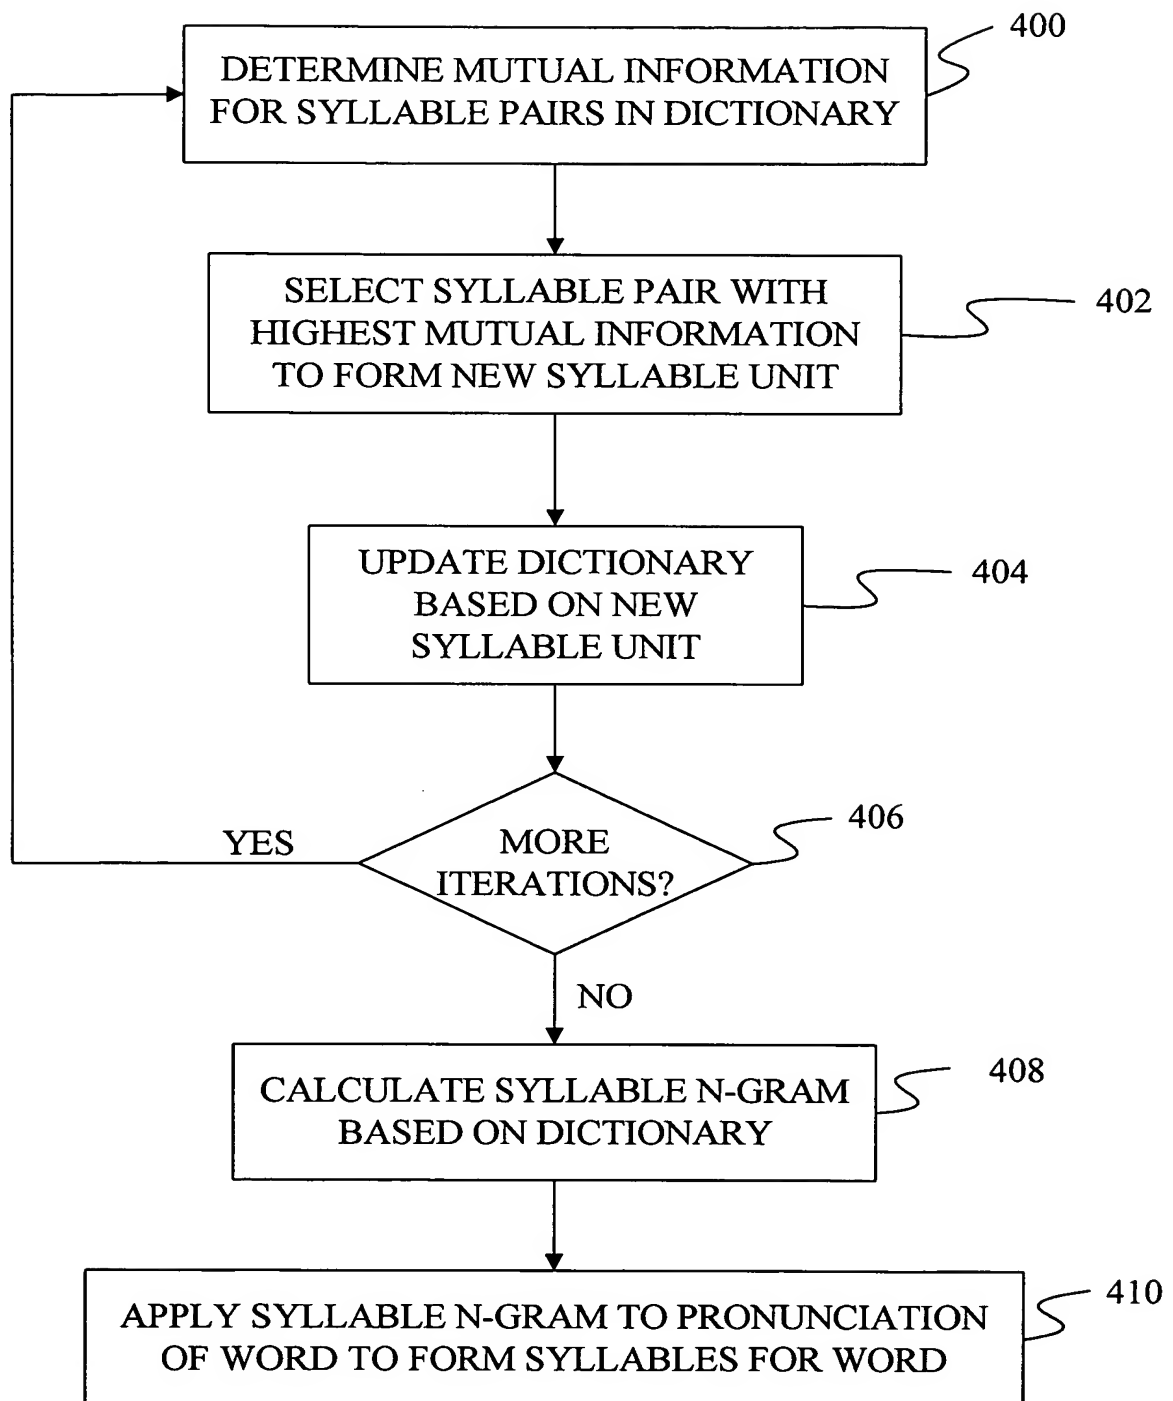 400
DETERMINE MUTUAL INFORMATION
FOR SYLLABLE PAIRS IN DICTIONARY
SELECT SYLLABLE PAIR WITH
HIGHEST MUTUAL INFORMATION
TO FORM NEW SYLLABLE UNIT
402
UPDATE DICTIONARY
BASED ON NEW
SYLLABLE UNIT
404
YES
MORE
ITERATIONS?
406
NO
CALCULATE SYLLABLE N-GRAM
BASED ON DICTIONARY
408
APPLY SYLLABLE N-GRAM TO PRONUNCIATION
OF WORD TO FORM SYLLABLES FOR WORD
410